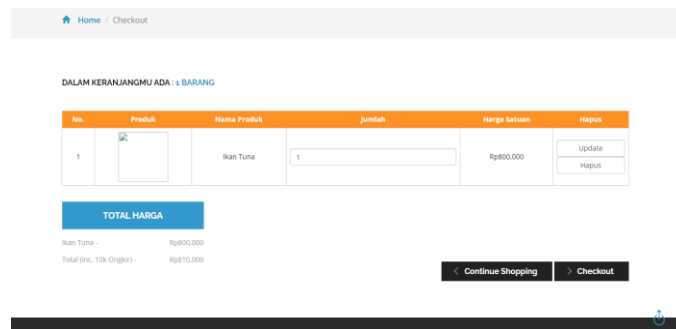 Home / Checkout
DALAM KERANJANGMU ADA : 1 BARANG
No. Produk Nama Produk Jumlah Harga Satuan Hapus
1 Ikan Tuna 1 Rp800,000 Update
Hapus
TOTAL HARGA
Ikan Tuna - Rp800,000
Total (inc. 10k Ongkir) - Rp810,000
< Continue Shopping > Checkout